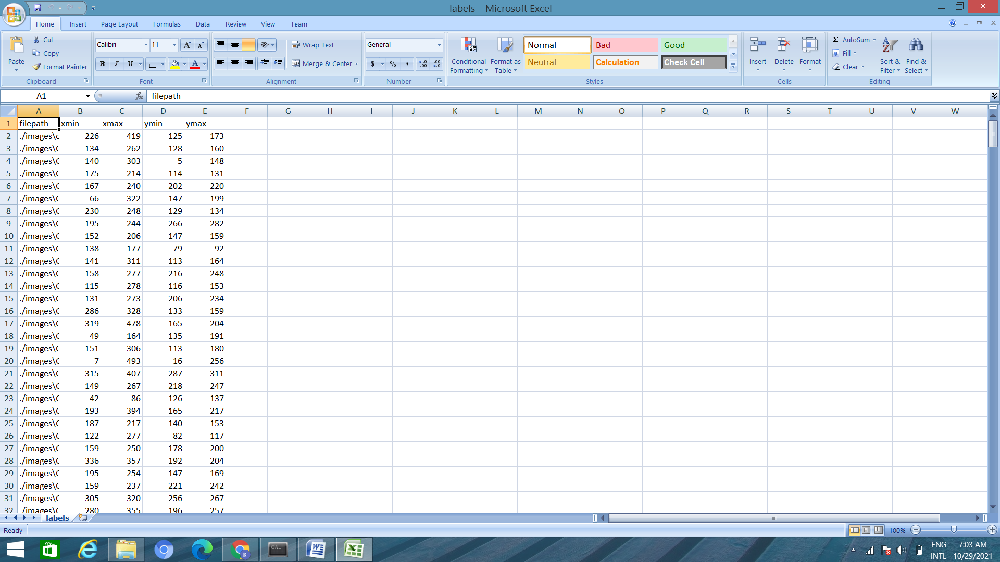 labels - Microsoft Excel
Home Insert Page Layout Formulas Data Review View Team
Paste Cut Copy Format Painter
Clipboard
Calibri 11
B I U
Font
Wrap Text
Merge & Center
Alignment
General
$ % ,
Number
Conditional Formatting Format as Table
Normal Bad Good
Neutral Calculation Check Cell
Styles
Insert Delete Format
Cells
Σ AutoSum
Fill
Clear
Sort & Filter Find & Select
Editing
A1 fx filepath
A B C D E F G H I J K L M N O P Q R S T U V W
1 filepath xmin xmax ymin ymax
2 ./images\ 226 419 125 173
3 ./images\ 134 262 128 160
4 ./images\ 140 303 5 148
5 ./images\ 175 214 114 131
6 ./images\ 167 240 202 220
7 ./images\ 66 322 147 199
8 ./images\ 230 248 129 134
9 ./images\ 195 244 266 282
10 ./images\ 152 206 147 159
11 ./images\ 138 177 79 92
12 ./images\ 141 311 113 164
13 ./images\ 158 277 216 248
14 ./images\ 115 278 116 153
15 ./images\ 131 273 206 234
16 ./images\ 286 328 133 159
17 ./images\ 319 478 165 204
18 ./images\ 49 164 135 191
19 ./images\ 151 306 113 180
20 ./images\ 7 493 16 256
21 ./images\ 315 407 287 311
22 ./images\ 149 267 218 247
23 ./images\ 42 86 126 137
24 ./images\ 193 394 165 217
25 ./images\ 187 217 140 153
26 ./images\ 122 277 82 117
27 ./images\ 159 250 178 200
28 ./images\ 336 357 192 204
29 ./images\ 195 254 147 169
30 ./images\ 159 237 221 242
31 ./images\ 305 320 256 267
32 ./images\ 280 355 196 257
labels
Ready 100%
ENG 7:03 AM
INTL 10/29/2021